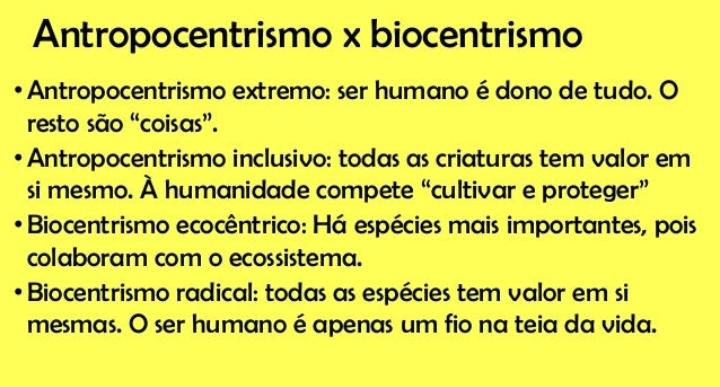 Antropocentrismo x biocentrismo
• Antropocentrismo extremo: ser humano é dono de tudo. O
resto são “coisas”.
• Antropocentrismo inclusivo: todas as criaturas tem valor em
si mesmo. À humanidade compete “cultivar e proteger”
• Biocentrismo ecocêntrico: Há espécies mais importantes, pois
colaboram com o ecossistema.
• Biocentrismo radical: todas as espécies tem valor em si
mesmas. O ser humano é apenas um fio na teia da vida.